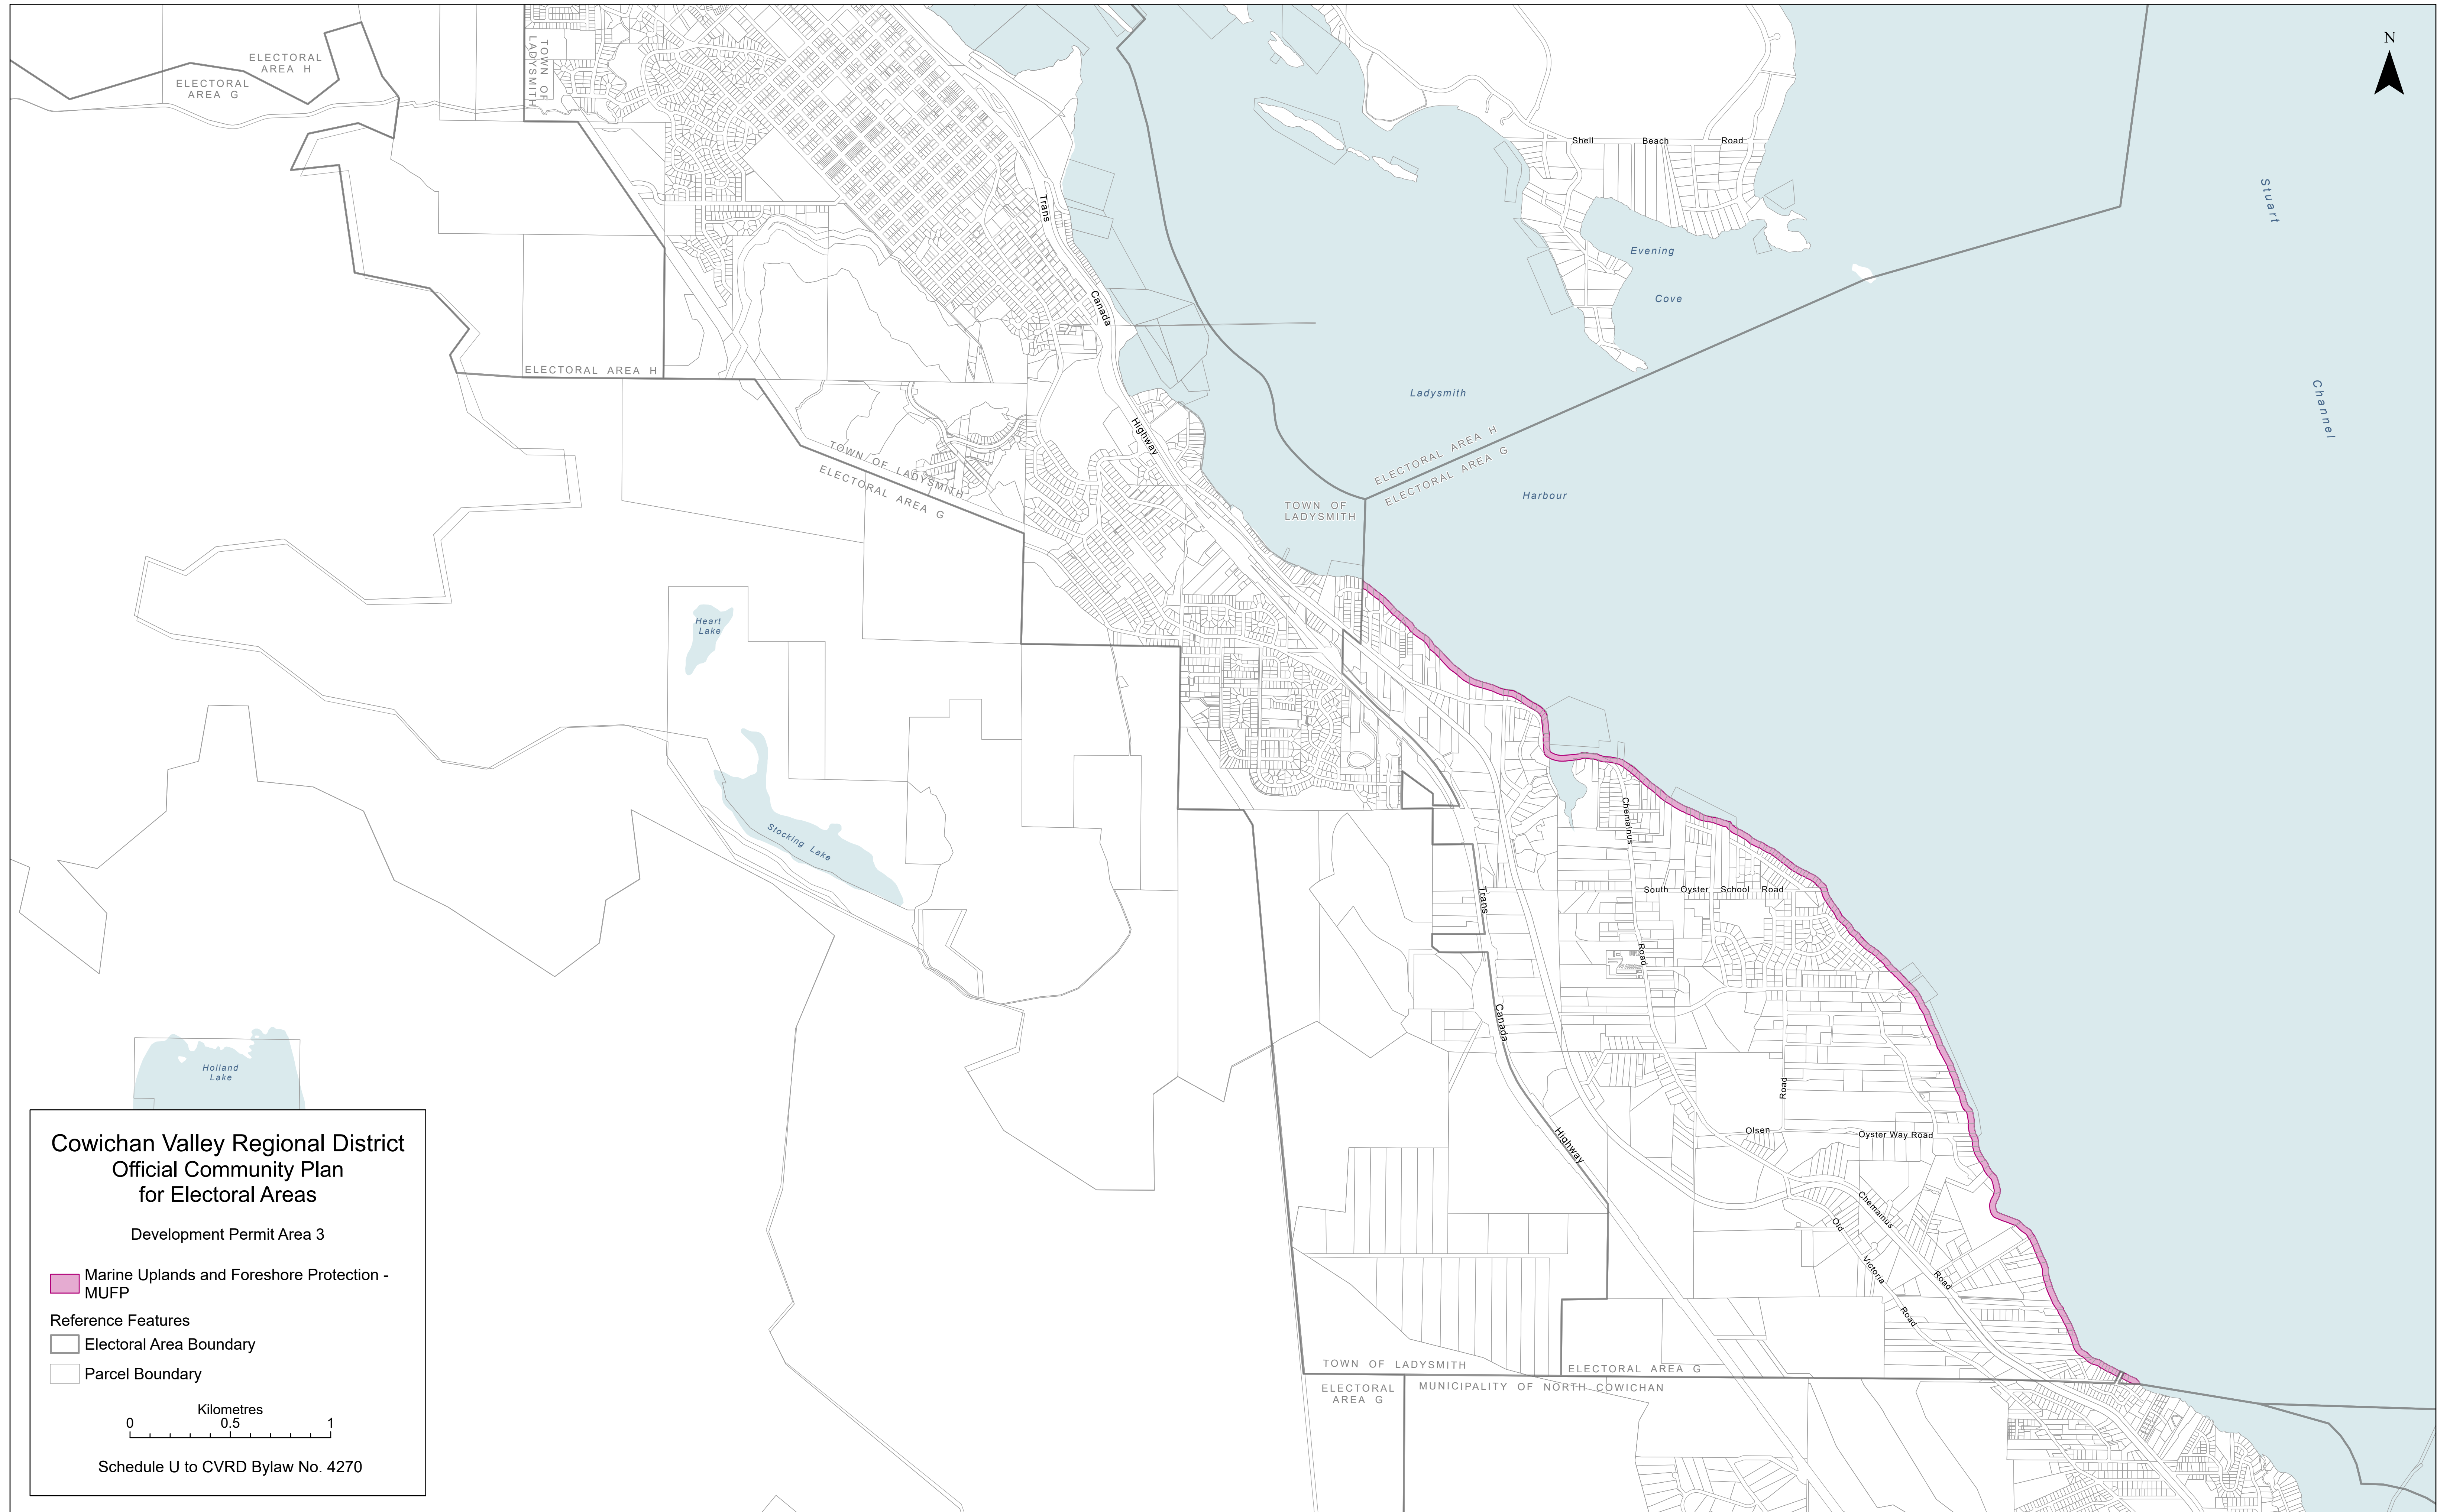 ELECTORAL
AREA H
ELECTORAL
AREA G
TOWN OF
LADYSMITH
N
Shell Beach Road
Stuart
Channel
Trans
Canada
Highway
Evening
Cove
Ladysmith
Harbour
ELECTORAL AREA H
TOWN OF LADYSMITH
ELECTORAL AREA G
ELECTORAL AREA H
ELECTORAL AREA G
TOWN OF
LADYSMITH
Heart
Lake
Stocking Lake
Holland
Lake
Chemainus
Road
South Oyster School Road
Trans
Canada
Highway
Road
Olsen
Oyster Way Road
Chemainus
Road
Old
Victoria
Road
TOWN OF LADYSMITH
ELECTORAL AREA G
ELECTORAL
AREA G
MUNICIPALITY OF NORTH COWICHAN
Cowichan Valley Regional District
Official Community Plan
for Electoral Areas
Development Permit Area 3
Marine Uplands and Foreshore Protection -
MUFP
Reference Features
Electoral Area Boundary
Parcel Boundary
Kilometres
0 0.5 1
Schedule U to CVRD Bylaw No. 4270